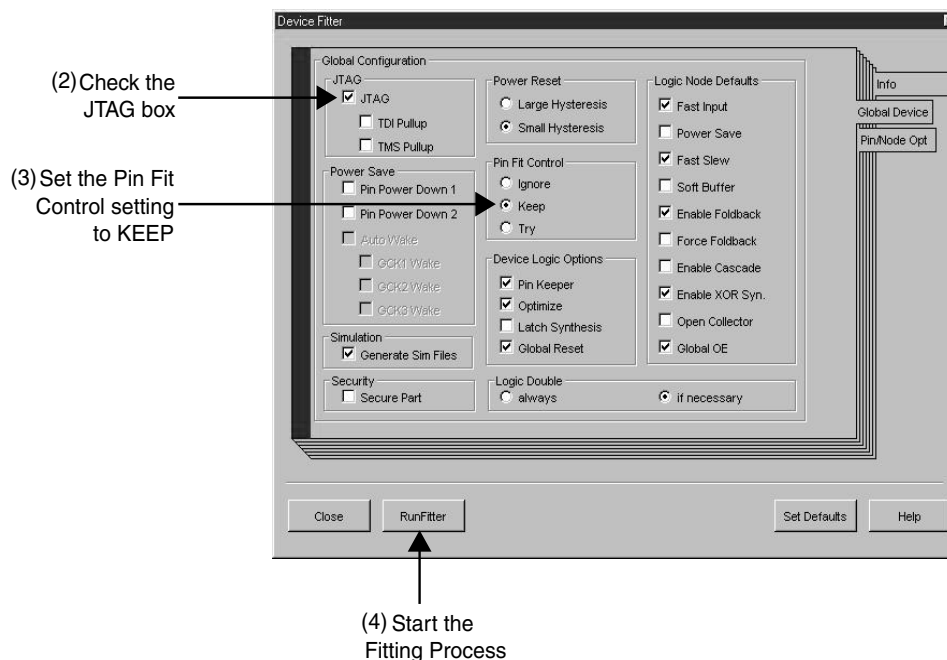 Device Fitter
(2) Check the
JTAG box
(3) Set the Pin Fit
Control setting
to KEEP
Global Configuration
JTAG
JTAG
TDI Pullup
TMS Pullup
Power Save
Pin Power Down 1
Pin Power Down 2
Auto Wake
GCK1 Wake
GCK2 Wake
GCK3 Wake
Simulation
Generate Sim Files
Security
Secure Part
Power Reset
Large Hysteresis
Small Hysteresis
Pin Fit Control
Ignore
Keep
Try
Device Logic Options
Pin Keeper
Optimize
Latch Synthesis
Global Reset
Logic Double
always
if necessary
Logic Node Defaults
Fast Input
Power Save
Fast Slew
Soft Buffer
Enable Foldback
Force Foldback
Enable Cascade
Enable XOR Syn.
Open Collector
Global OE
Info
Global Device
Pin/Node Opt
Close
RunFitter
Set Defaults
Help
(4) Start the
Fitting Process